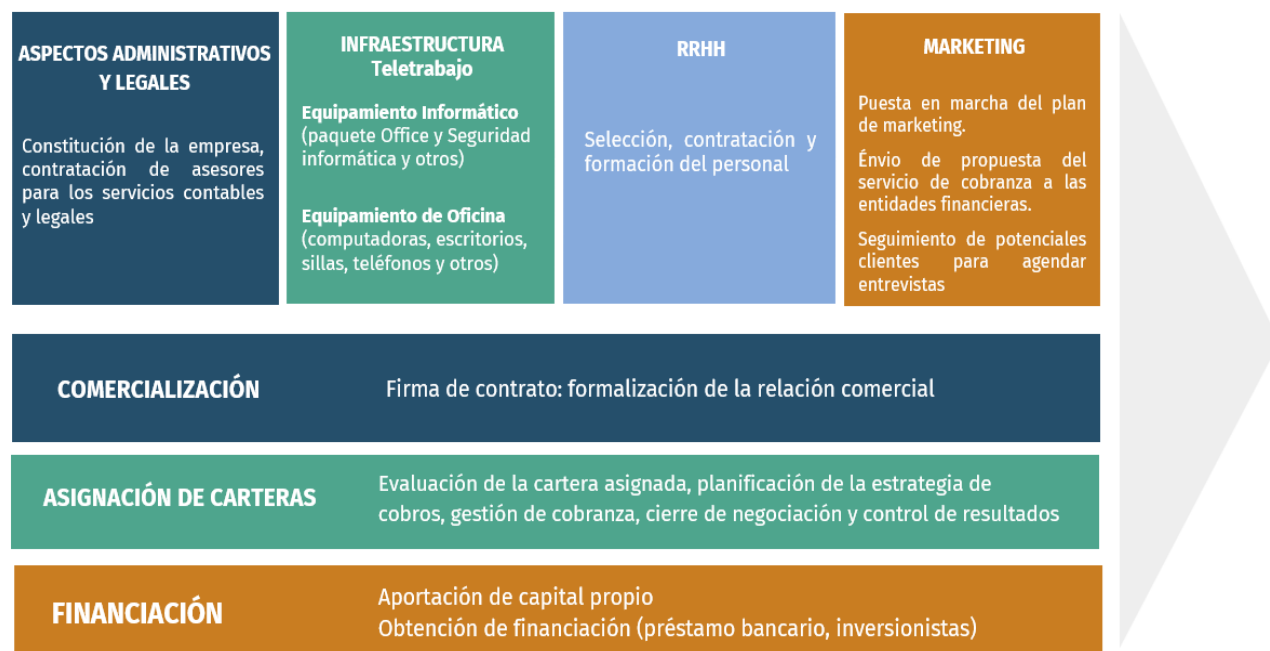 ASPECTOS ADMINISTRATIVOS
Y LEGALES
Constitución de la empresa,
contratación de asesores
para los servicios contables
y legales
INFRAESTRUCTURA
Teletrabajo
Equipamiento Informático
(paquete Office y Seguridad
informática y otros)
Equipamiento de Oficina
(computadoras, escritorios,
sillas, teléfonos y otros)
RRHH
Selección, contratación y
formación del personal
MARKETING
Puesta en marcha del plan
de marketing.
Énvio de propuesta del
servicio de cobranza a las
entidades financieras.
Seguimiento de potenciales
clientes para agendar
entrevistas
COMERCIALIZACIÓN
Firma de contrato: formalización de la relación comercial
ASIGNACIÓN DE CARTERAS
Evaluación de la cartera asignada, planificación de la estrategia de
cobros, gestión de cobranza, cierre de negociación y control de resultados
FINANCIACIÓN
Aportación de capital propio
Obtención de financiación (préstamo bancario, inversionistas)